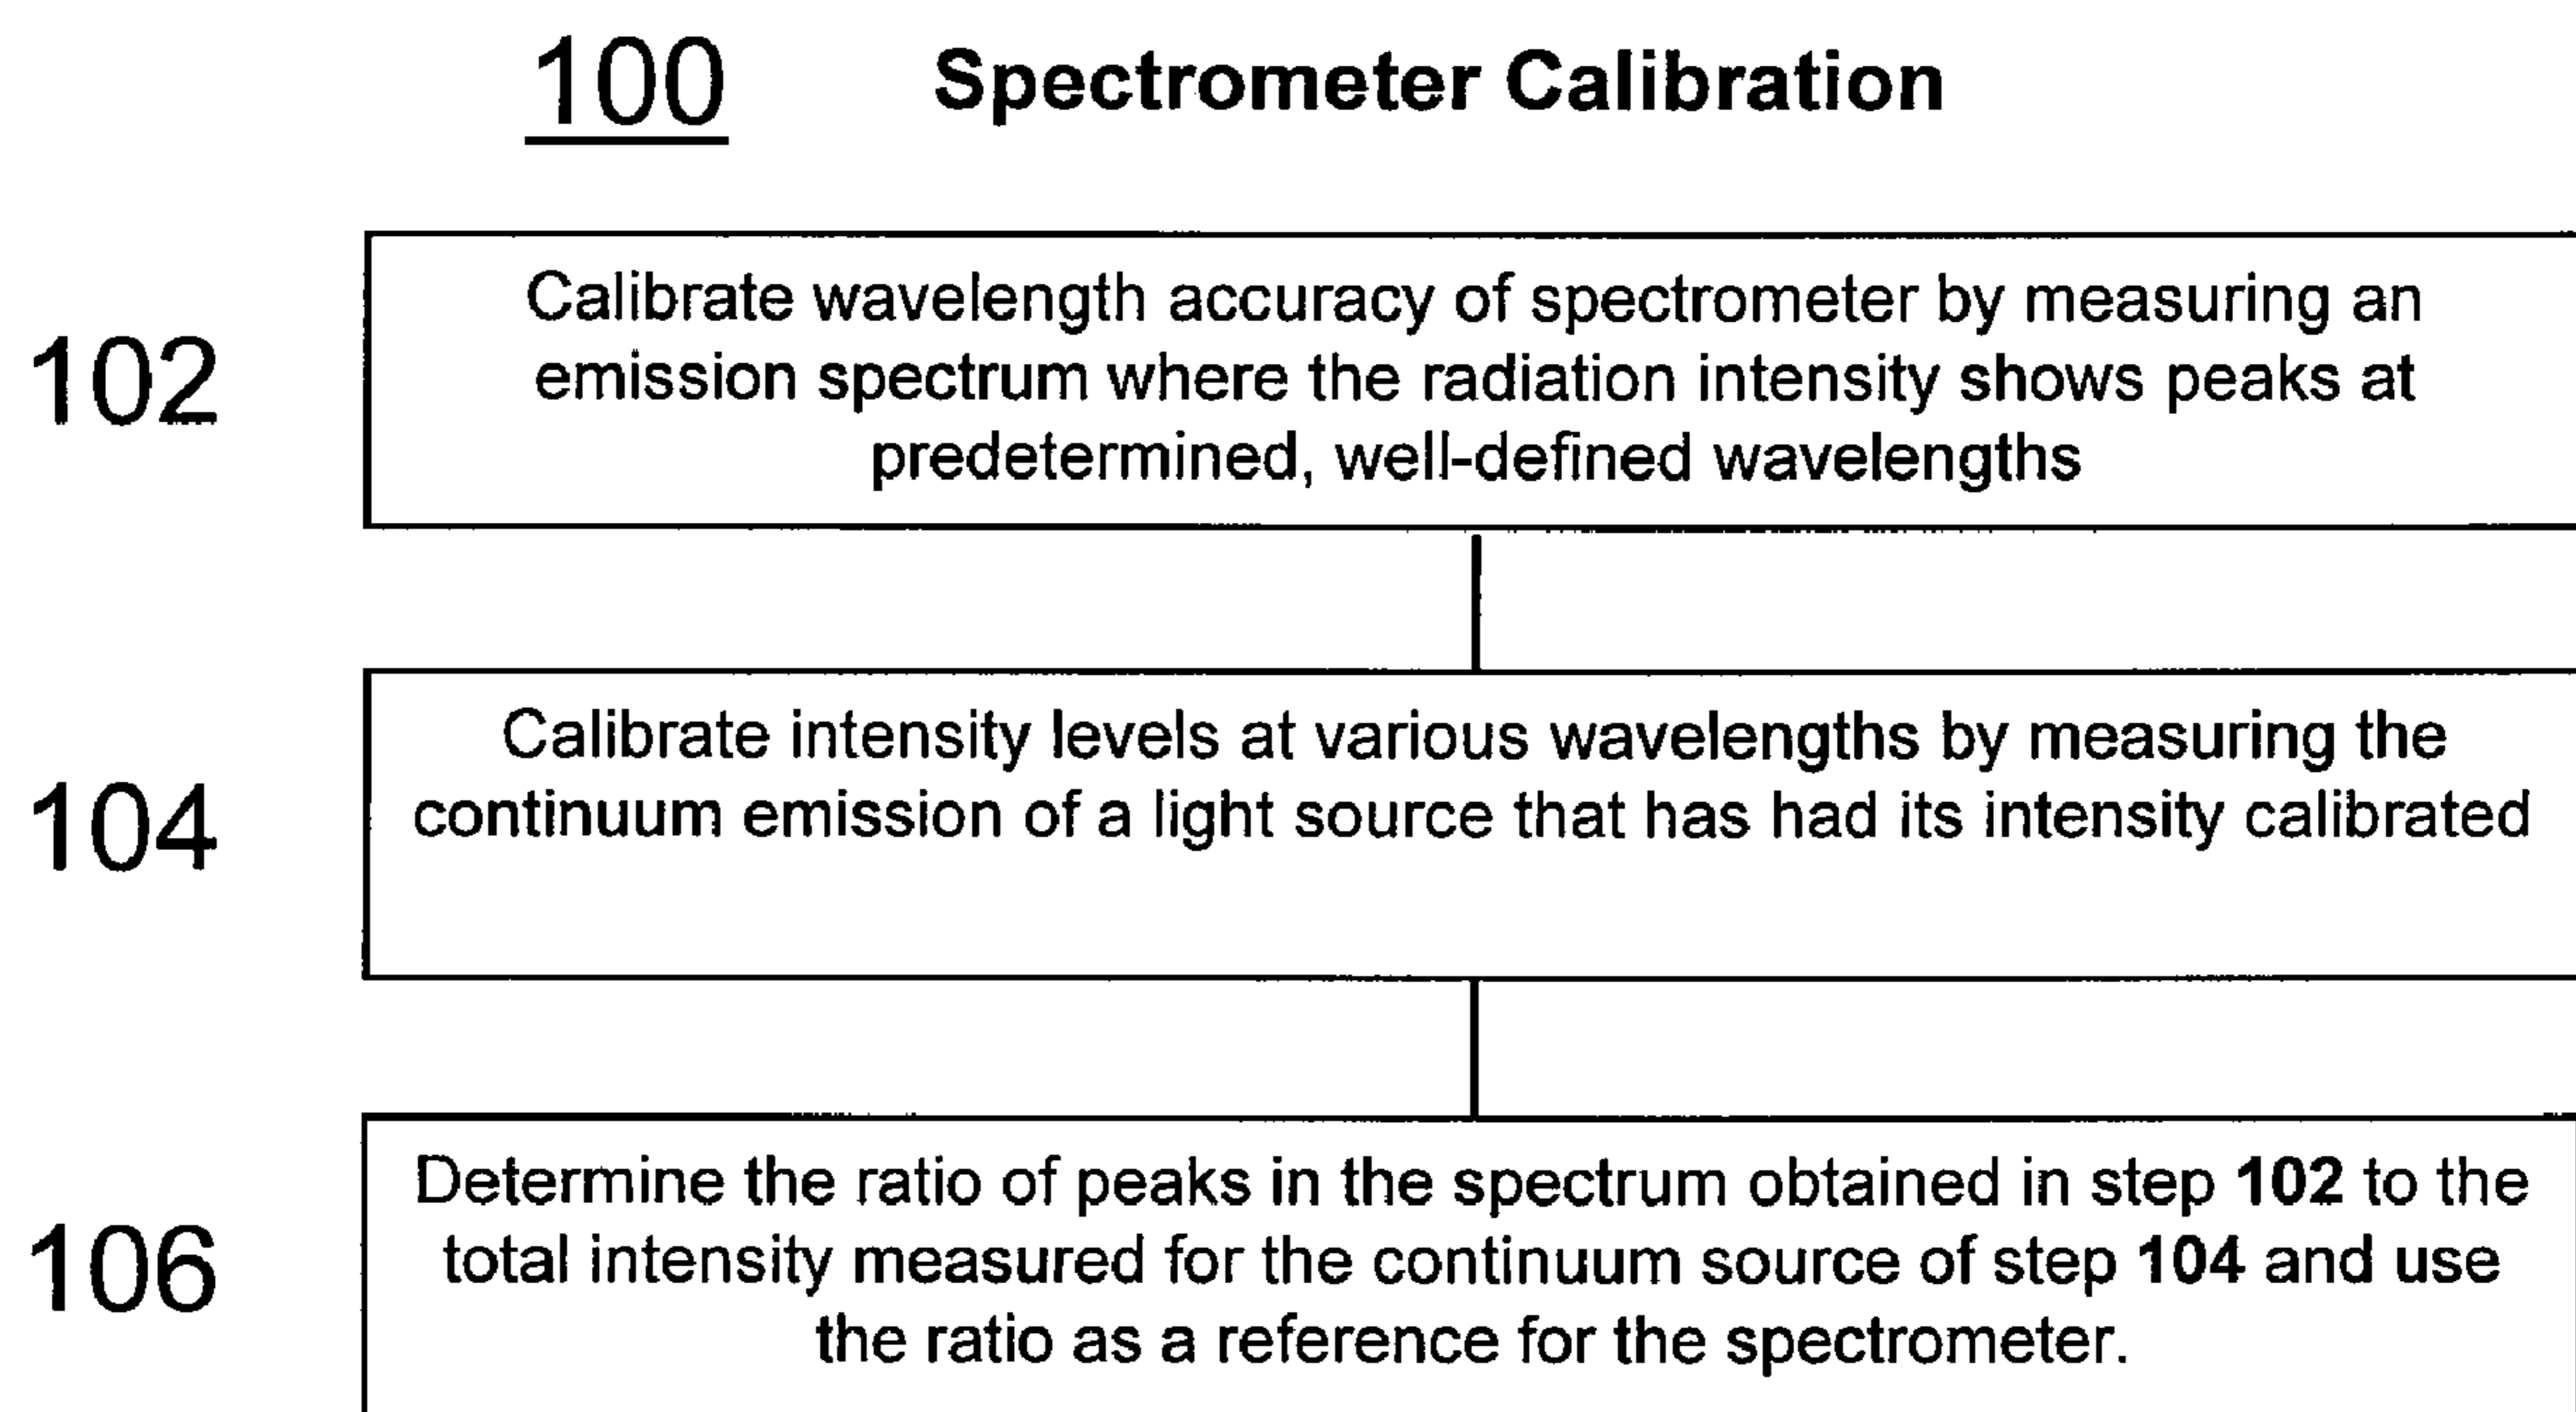 100 Spectrometer Calibration
102
Calibrate wavelength accuracy of spectrometer by measuring an
emission spectrum where the radiation intensity shows peaks at
predetermined, well-defined wavelengths
104
Calibrate intensity levels at various wavelengths by measuring the
continuum emission of a light source that has had its intensity calibrated
106
Determine the ratio of peaks in the spectrum obtained in step 102 to the
total intensity measured for the continuum source of step 104 and use
the ratio as a reference for the spectrometer.